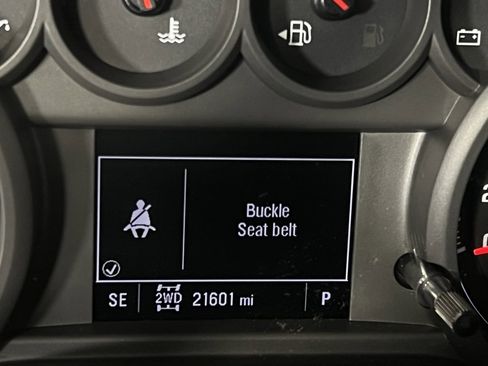 Buckle
Seat belt
SE 2WD 21601 mi P